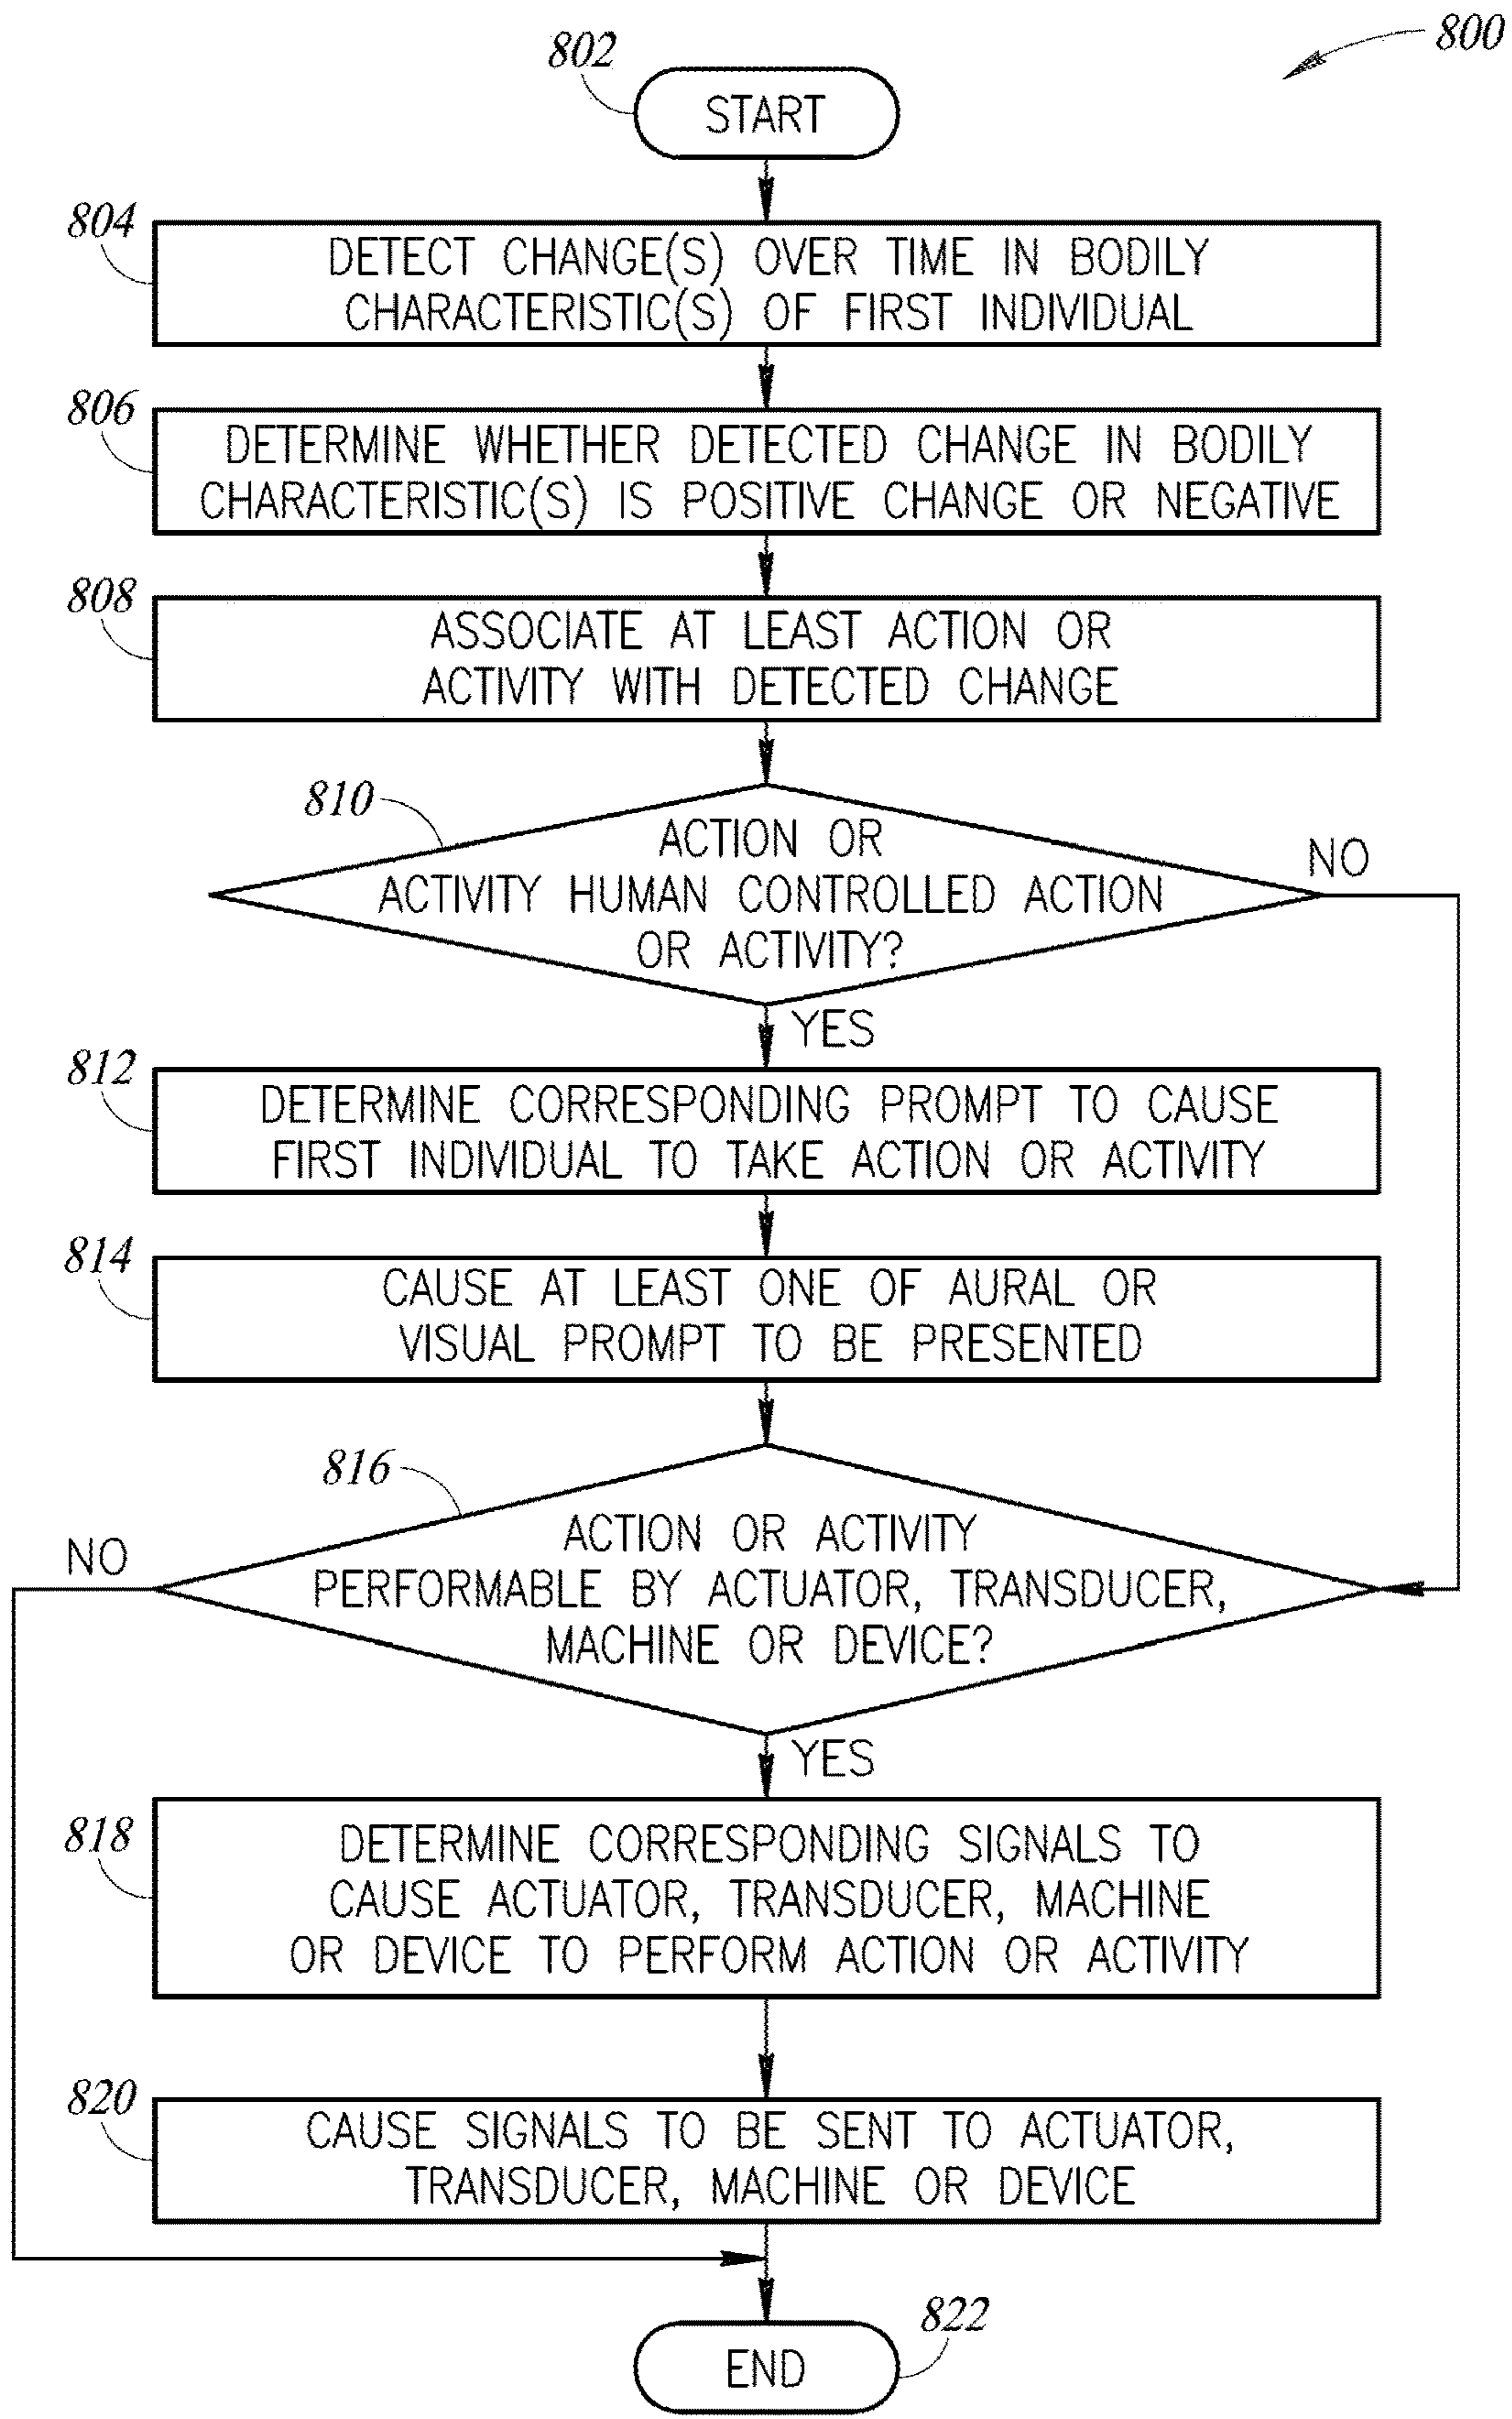 800
802
START
804
DETECT CHANGE(S) OVER TIME IN BODILY
CHARACTERISTIC(S) OF FIRST INDIVIDUAL
806
DETERMINE WHETHER DETECTED CHANGE IN BODILY
CHARACTERISTIC(S) IS POSITIVE CHANGE OR NEGATIVE
808
ASSOCIATE AT LEAST ACTION OR
ACTIVITY WITH DETECTED CHANGE
810
ACTION OR
ACTIVITY HUMAN CONTROLLED ACTION
OR ACTIVITY?
NO
YES
812
DETERMINE CORRESPONDING PROMPT TO CAUSE
FIRST INDIVIDUAL TO TAKE ACTION OR ACTIVITY
814
CAUSE AT LEAST ONE OF AURAL OR
VISUAL PROMPT TO BE PRESENTED
816
ACTION OR ACTIVITY
PERFORMABLE BY ACTUATOR, TRANSDUCER,
MACHINE OR DEVICE?
NO
YES
818
DETERMINE CORRESPONDING SIGNALS TO
CAUSE ACTUATOR, TRANSDUCER, MACHINE
OR DEVICE TO PERFORM ACTION OR ACTIVITY
820
CAUSE SIGNALS TO BE SENT TO ACTUATOR,
TRANSDUCER, MACHINE OR DEVICE
822
END